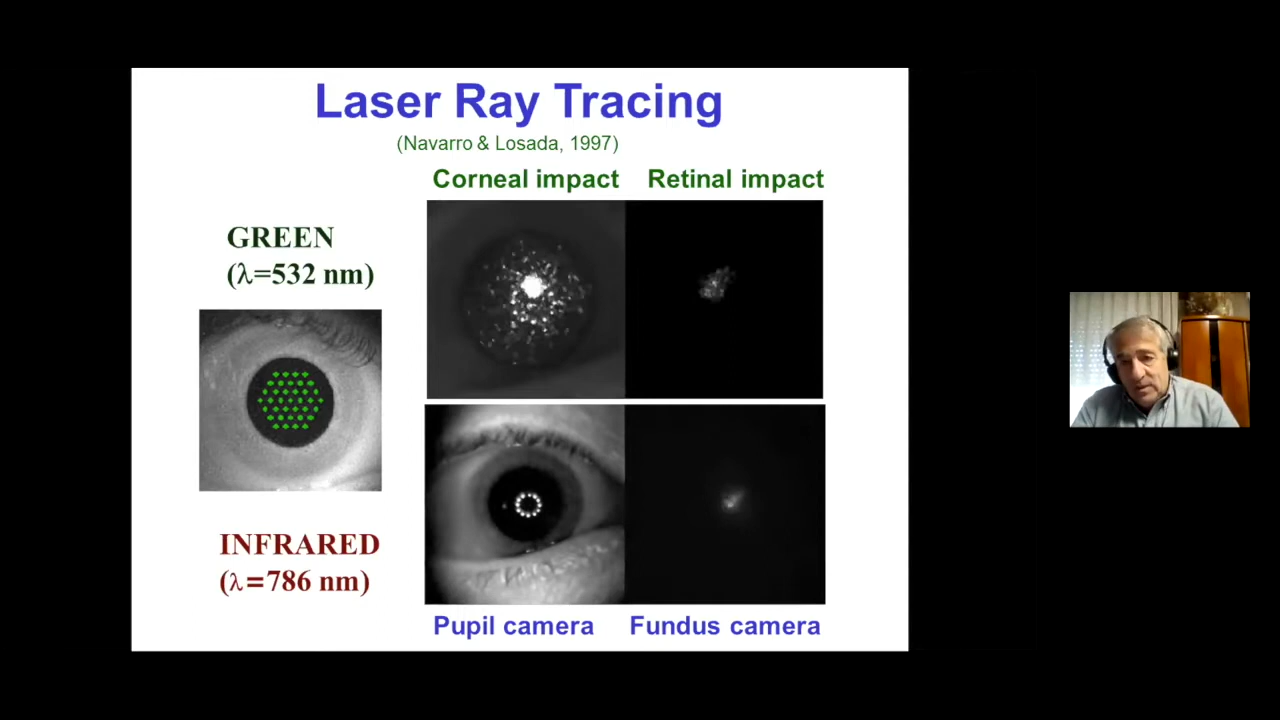 Laser Ray Tracing
(Navarro & Losada, 1997)
Corneal impact
Retinal impact
GREEN
(λ=532 nm)
INFRARED
(λ=786 nm)
Pupil camera
Fundus camera